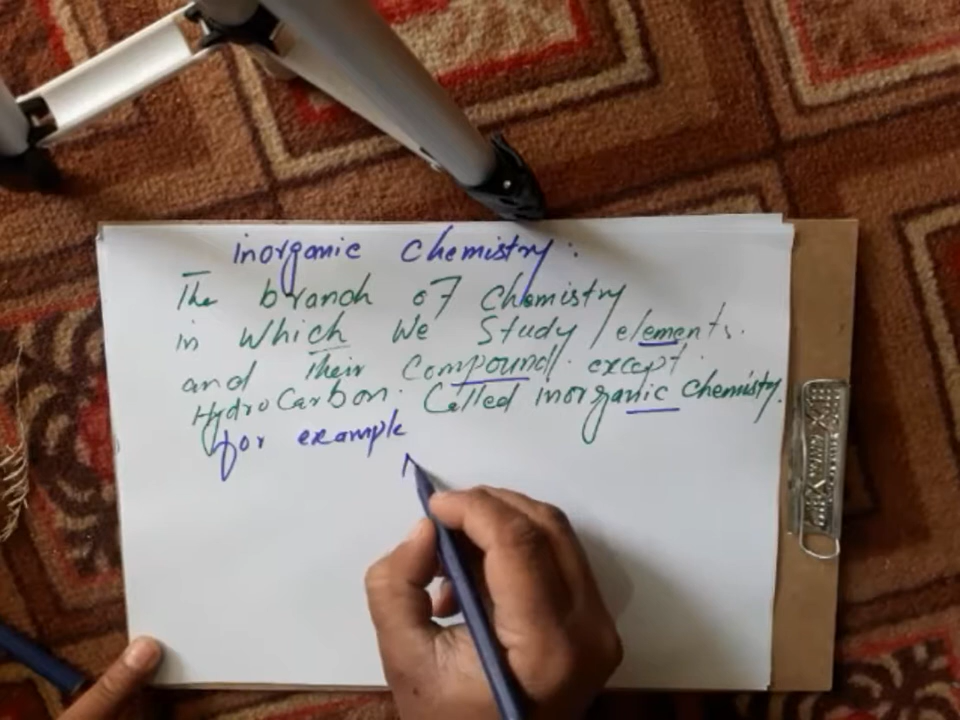 inorganic chemistry:
The branch of Chemistry
in Which We Study elements.
and Their Compound. except
HydroCarbon. Called inorganic chemistry.
for example